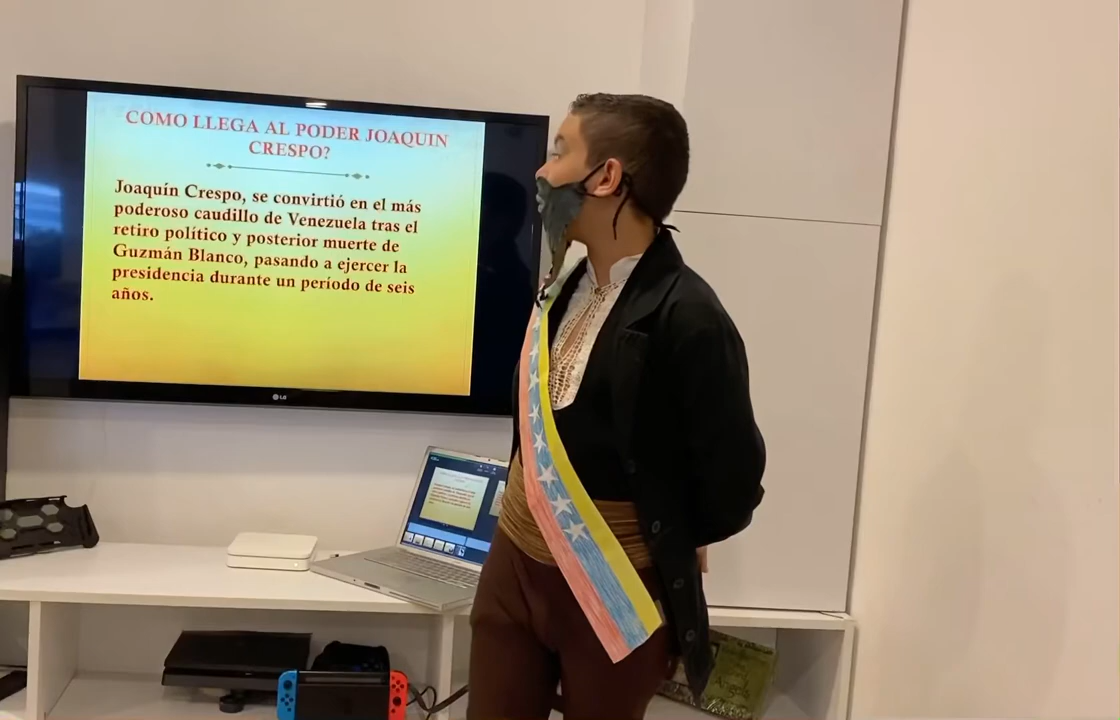 COMO LLEGA AL PODER JOAQUIN
CRESPO?
Joaquín Crespo, se convirtió en el más
poderoso caudillo de Venezuela tras el
retiro político y posterior muerte de
Guzmán Blanco, pasando a ejercer la
presidencia durante un período de seis
años.
LG